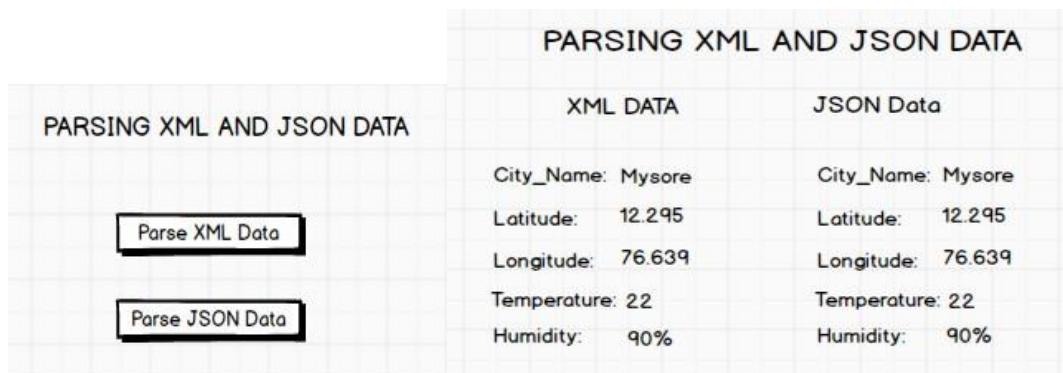 PARSING XML AND JSON DATA
Parse XML Data
Parse JSON Data
PARSING XML AND JSON DATA
XML DATA
City_Name: Mysore
Latitude: 12.295
Longitude: 76.639
Temperature: 22
Humidity: 90%
JSON Data
City_Name: Mysore
Latitude: 12.295
Longitude: 76.639
Temperature: 22
Humidity: 90%